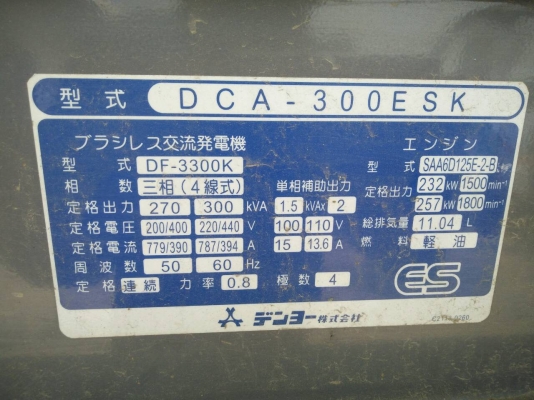 型式 DCA-300ESK
ブラシレス交流発電機 エンジン
型式 DF-3300K 型式 SAA6D125E-2-B
相数 三相(4線式) 単相補助出力 定格出力 232 kW 1500 min⁻¹
定格出力 270 300 kVA 1.5 kVA×2 257 kW 1800 min⁻¹
定格電圧 200/400 220/440 V 100 110 V 総排気量 11.04 L
定格電流 779/390 787/394 A 15 13.6 A 燃料 軽油
周波数 50 60 Hz
定格 連続 力率 0.8 極数 4 ES
デンヨー株式会社